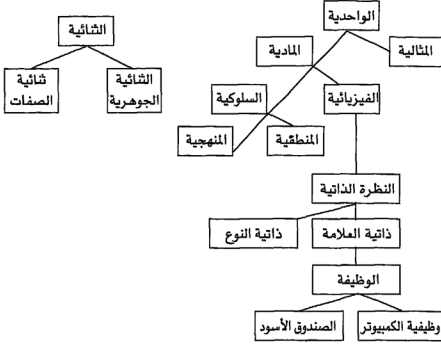 الواحدية
الثنائية
المثالية
المادية
الثنائية
الجوهرية
ثنائية
الصفات
الفيزيائية
السلوكية
المنطقية
المنهجية
النظرة الذاتية
ذاتية العلامة
ذاتية النوع
الوظيفة
وظيفية الكمبيوتر
الصندوق الأسود